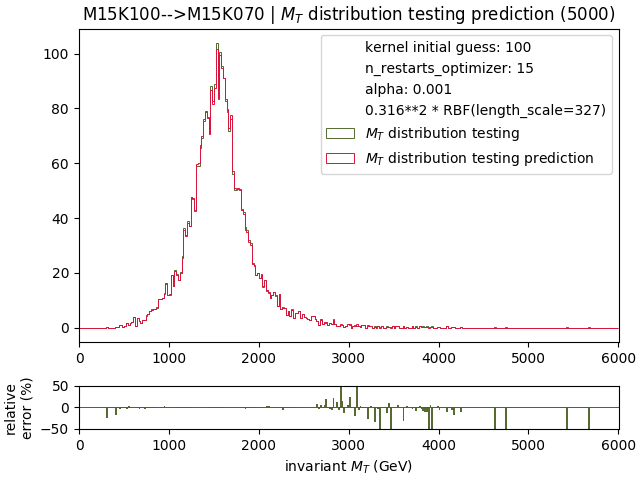 M15K100-->M15K070 | M_T distribution testing prediction (5000)
kernel initial guess: 100
n_restarts_optimizer: 15
alpha: 0.001
0.316**2 * RBF(length_scale=327)
M_T distribution testing
M_T distribution testing prediction
100
80
60
40
20
0
0 1000 2000 3000 4000 5000 6000
relative
error (%)
50
0
−50
0 1000 2000 3000 4000 5000 6000
invariant M_T (GeV)